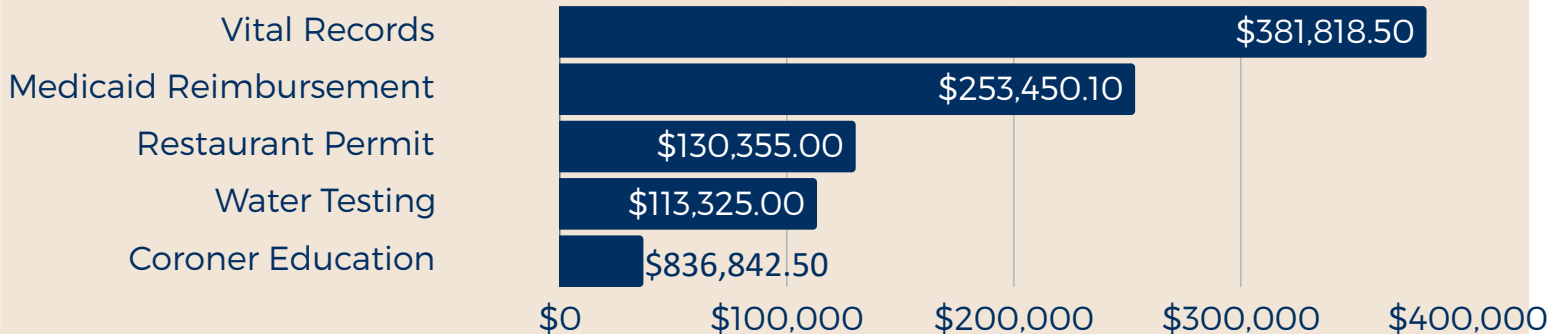 Vital Records $381,818.50
Medicaid Reimbursement $253,450.10
Restaurant Permit $130,355.00
Water Testing $113,325.00
Coroner Education $836,842.50
$0 $100,000 $200,000 $300,000 $400,000